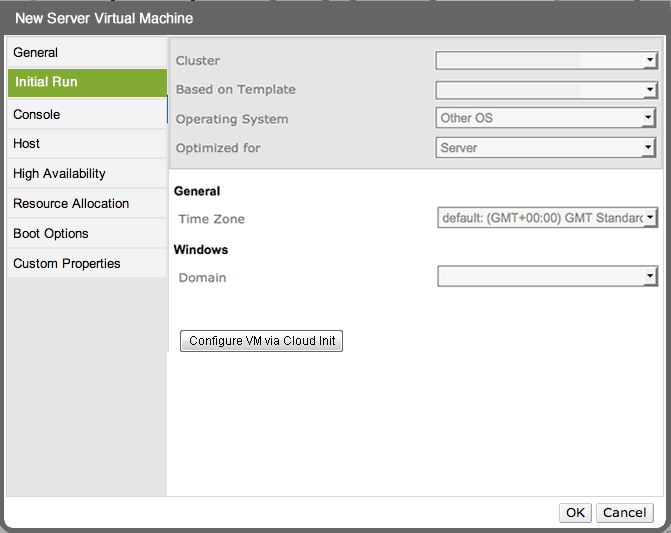 New Server Virtual Machine
General
Initial Run
Console
Host
High Availability
Resource Allocation
Boot Options
Custom Properties
Cluster
Based on Template
Operating System Other OS
Optimized for Server
General
Time Zone default: (GMT+00:00) GMT Standard
Windows
Domain
Configure VM via Cloud Init
OK Cancel